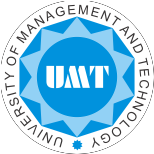 UNIVERSITY OF MANAGEMENT AND TECHNOLOGY
UMT